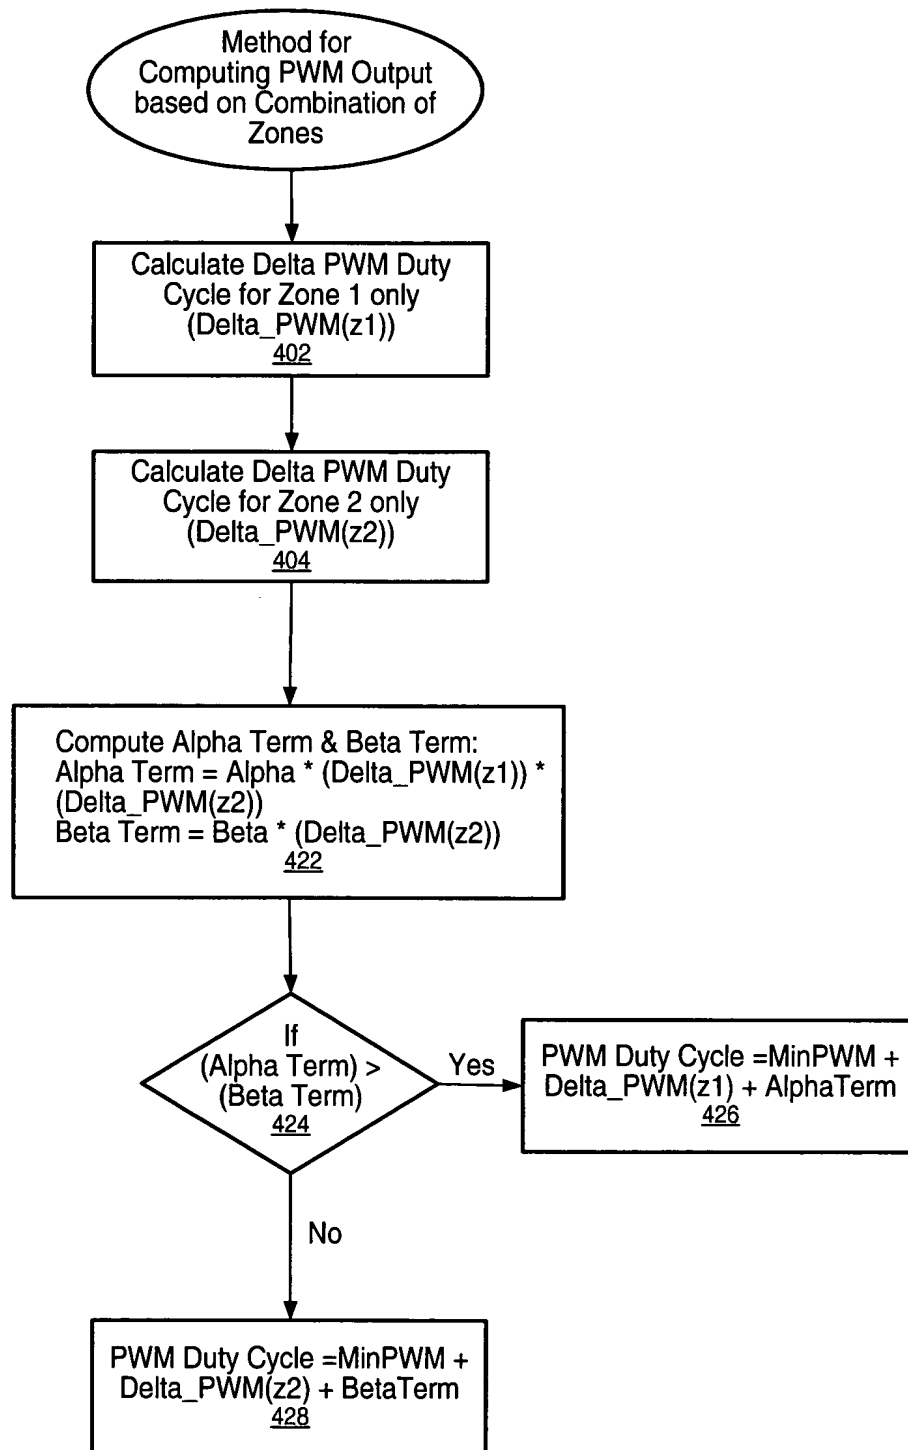 Method for
Computing PWM Output
based on Combination of
Zones
Calculate Delta PWM Duty
Cycle for Zone 1 only
(Delta_PWM(z1))
402
Calculate Delta PWM Duty
Cycle for Zone 2 only
(Delta_PWM(z2))
404
Compute Alpha Term & Beta Term:
Alpha Term = Alpha * (Delta_PWM(z1)) *
(Delta_PWM(z2))
Beta Term = Beta * (Delta_PWM(z2))
422
If
(Alpha Term) >
(Beta Term)
424
Yes
PWM Duty Cycle =MinPWM +
Delta_PWM(z1) + AlphaTerm
426
No
PWM Duty Cycle =MinPWM +
Delta_PWM(z2) + BetaTerm
428